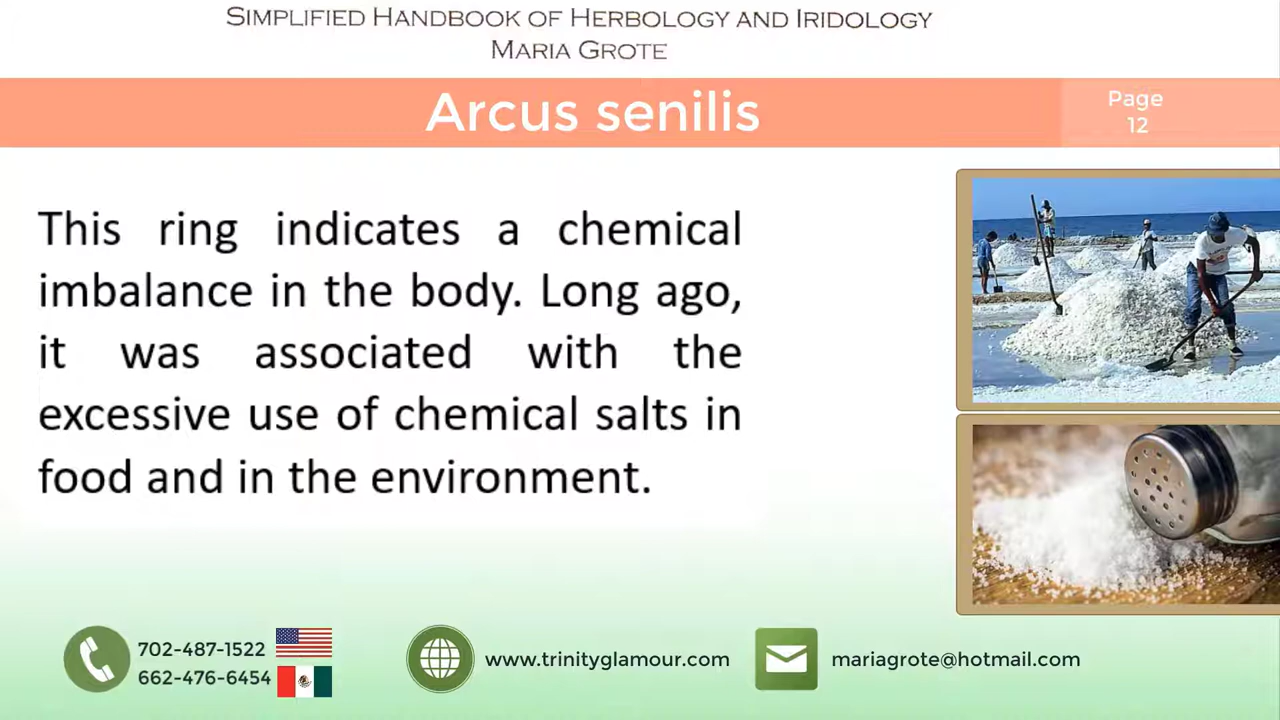 SIMPLIFIED HANDBOOK OF HERBOLOGY AND IRIDOLOGY
MARIA GROTE
Arcus senilis
Page
12
This ring indicates a chemical
imbalance in the body. Long ago,
it was associated with the
excessive use of chemical salts in
food and in the environment.
702-487-1522
662-476-6454
www.trinityglamour.com
mariagrote@hotmail.com